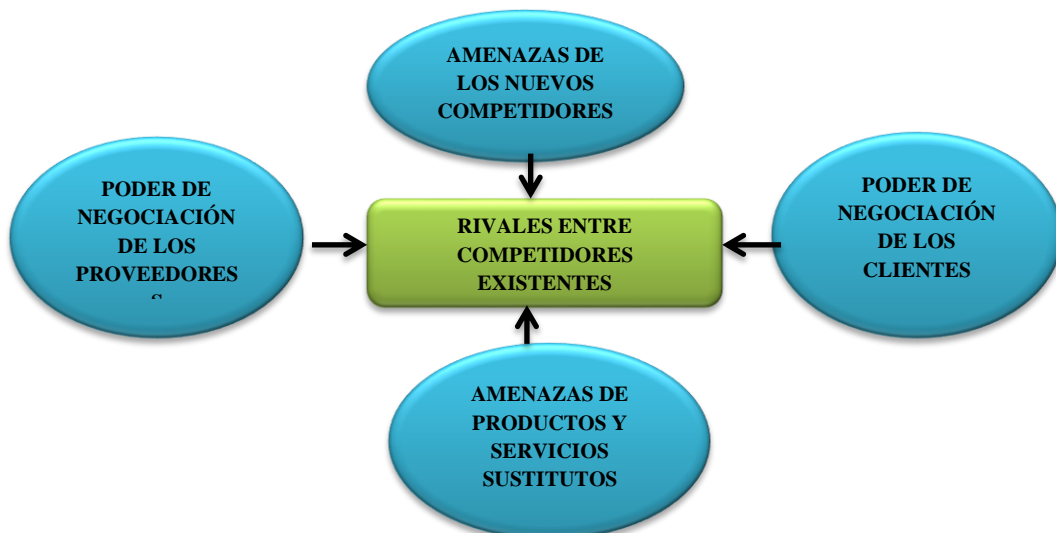 AMENAZAS DE
LOS NUEVOS
COMPETIDORES
PODER DE
NEGOCIACIÓN
DE LOS
PROVEEDORES
RIVALES ENTRE
COMPETIDORES
EXISTENTES
PODER DE
NEGOCIACIÓN
DE LOS
CLIENTES
AMENAZAS DE
PRODUCTOS Y
SERVICIOS
SUSTITUTOS